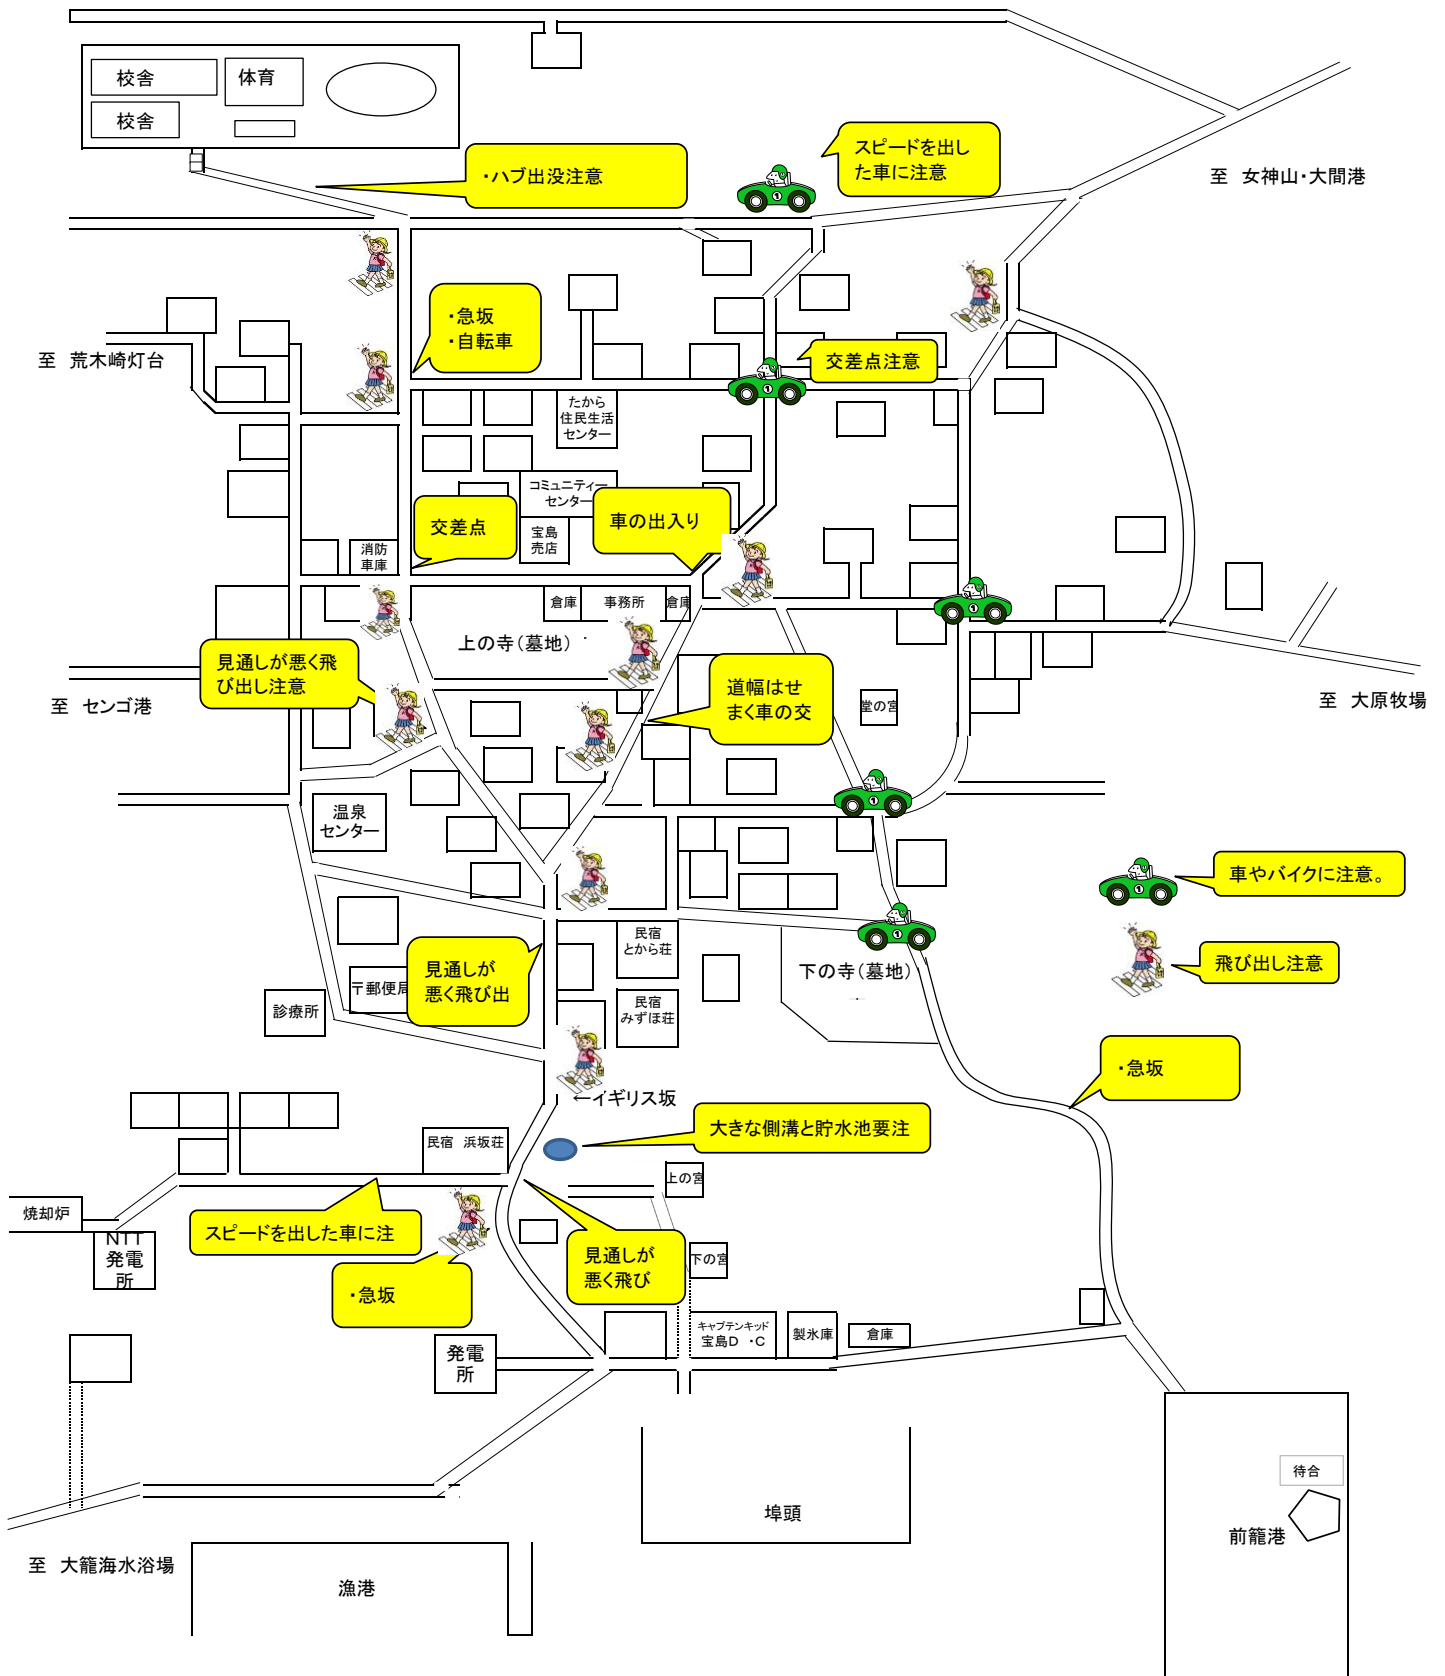 校舎
体育
校舎
・ハブ出没注意
スピードを出し
た車に注意
至　女神山・大間港
・急坂
・自転車
至　荒木崎灯台
交差点注意
たから
住民生活
センター
コミュニティー
センター
車の出入り
交差点
宝島
売店
消防
車庫
倉庫
事務所
倉庫
上の寺（墓地）
見通しが悪く飛
び出し注意
至　センゴ港
道幅はせ
まく車の交
堂の宮
至　大原牧場
温泉
センター
車やバイクに注意。
飛び出し注意
民宿
とから荘
見通しが
悪く飛び出
下の寺（墓地）
〒郵便局
診療所
民宿
みずほ荘
・急坂
←イギリス坂
大きな側溝と貯水池要注
民宿　浜坂荘
上の宮
焼却炉
スピードを出した車に注
NTT
発電
所
見通しが
悪く飛び
下の宮
・急坂
キャプテンキッド
宝島D ・C
製氷庫
倉庫
発電
所
待合
埠頭
前籠港
至　大籠海水浴場
漁港